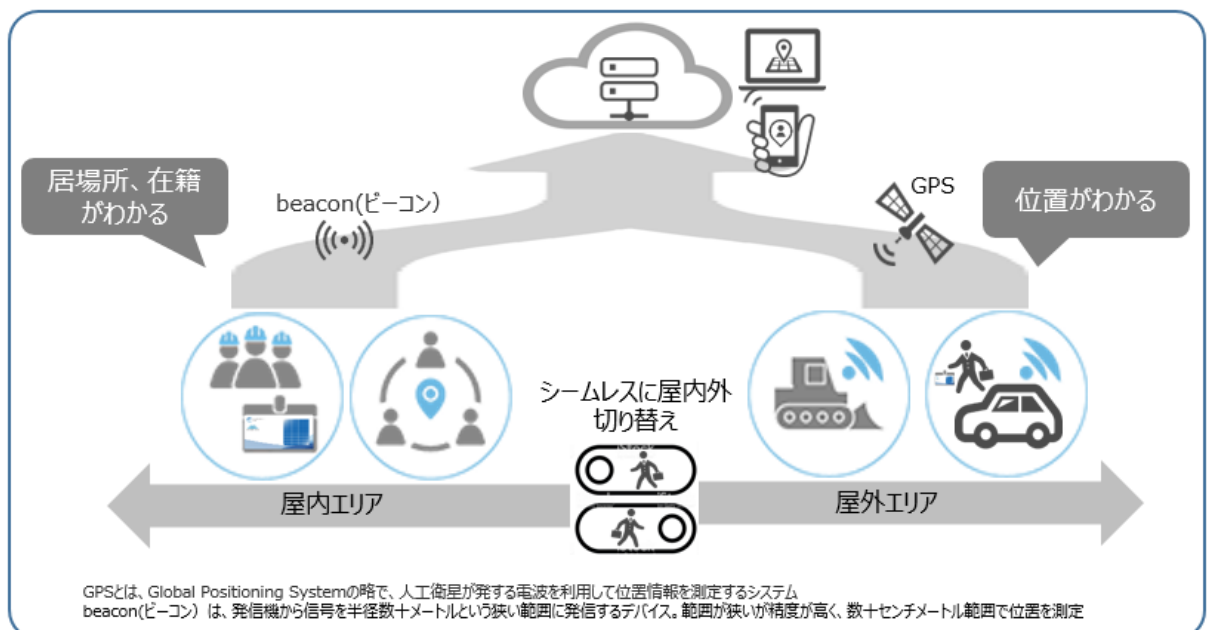 居場所、在籍
がわかる
beacon(ビーコン）
GPS
位置がわかる
シームレスに屋内外
切り替え
屋内エリア
屋外エリア
GPSとは、Global Positioning Systemの略で、人工衛星が発する電波を利用して位置情報を測定するシステム
beacon(ビーコン）は、発信機から信号を半径数十メートルという狭い範囲に発信するデバイス。範囲が狭いが精度が高く、数十センチメートル範囲で位置を測定